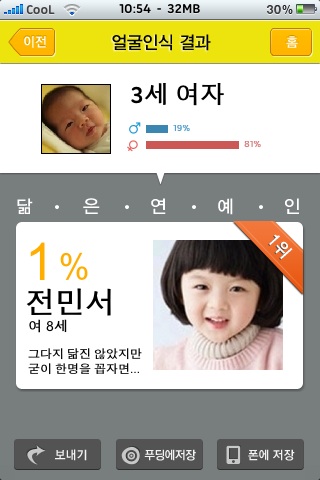 CooL 10:54 - 32MB 30%
이전 얼굴인식 결과 홈
3세 여자
19%
81%
닮 · 은 · 연 · 예 · 인
1위
1%
전민서
여 8세
그다지 닮진 않았지만
굳이 한명을 꼽자면...
보내기 푸딩에저장 폰에 저장